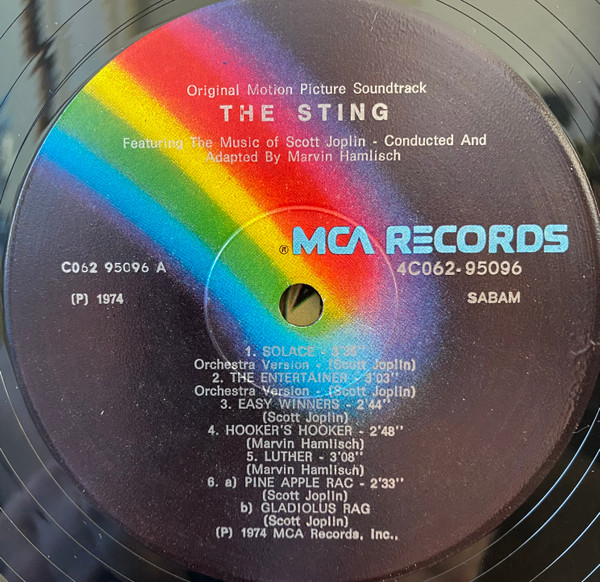 Original Motion Picture Soundtrack
THE STING
Featuring The Music of Scott Joplin - Conducted And
Adapted By Marvin Hamlisch
® MCA RECORDS
C062 95096 A
4C062-95096
(P) 1974
SABAM
1. SOLACE - 3'35''
Orchestra Version - (Scott Joplin)
2. THE ENTERTAINER - 3'03''
Orchestra Version - (Scott Joplin)
3. EASY WINNERS - 2'44''
(Scott Joplin)
4. HOOKER'S HOOKER - 2'48''
(Marvin Hamlisch)
5. LUTHER - 3'08''
(Marvin Hamlisch)
6. a) PINE APPLE RAC - 2'33''
(Scott Joplin)
b) GLADIOLUS RAG
(Scott Joplin)
(P) 1974 MCA Records, Inc.,